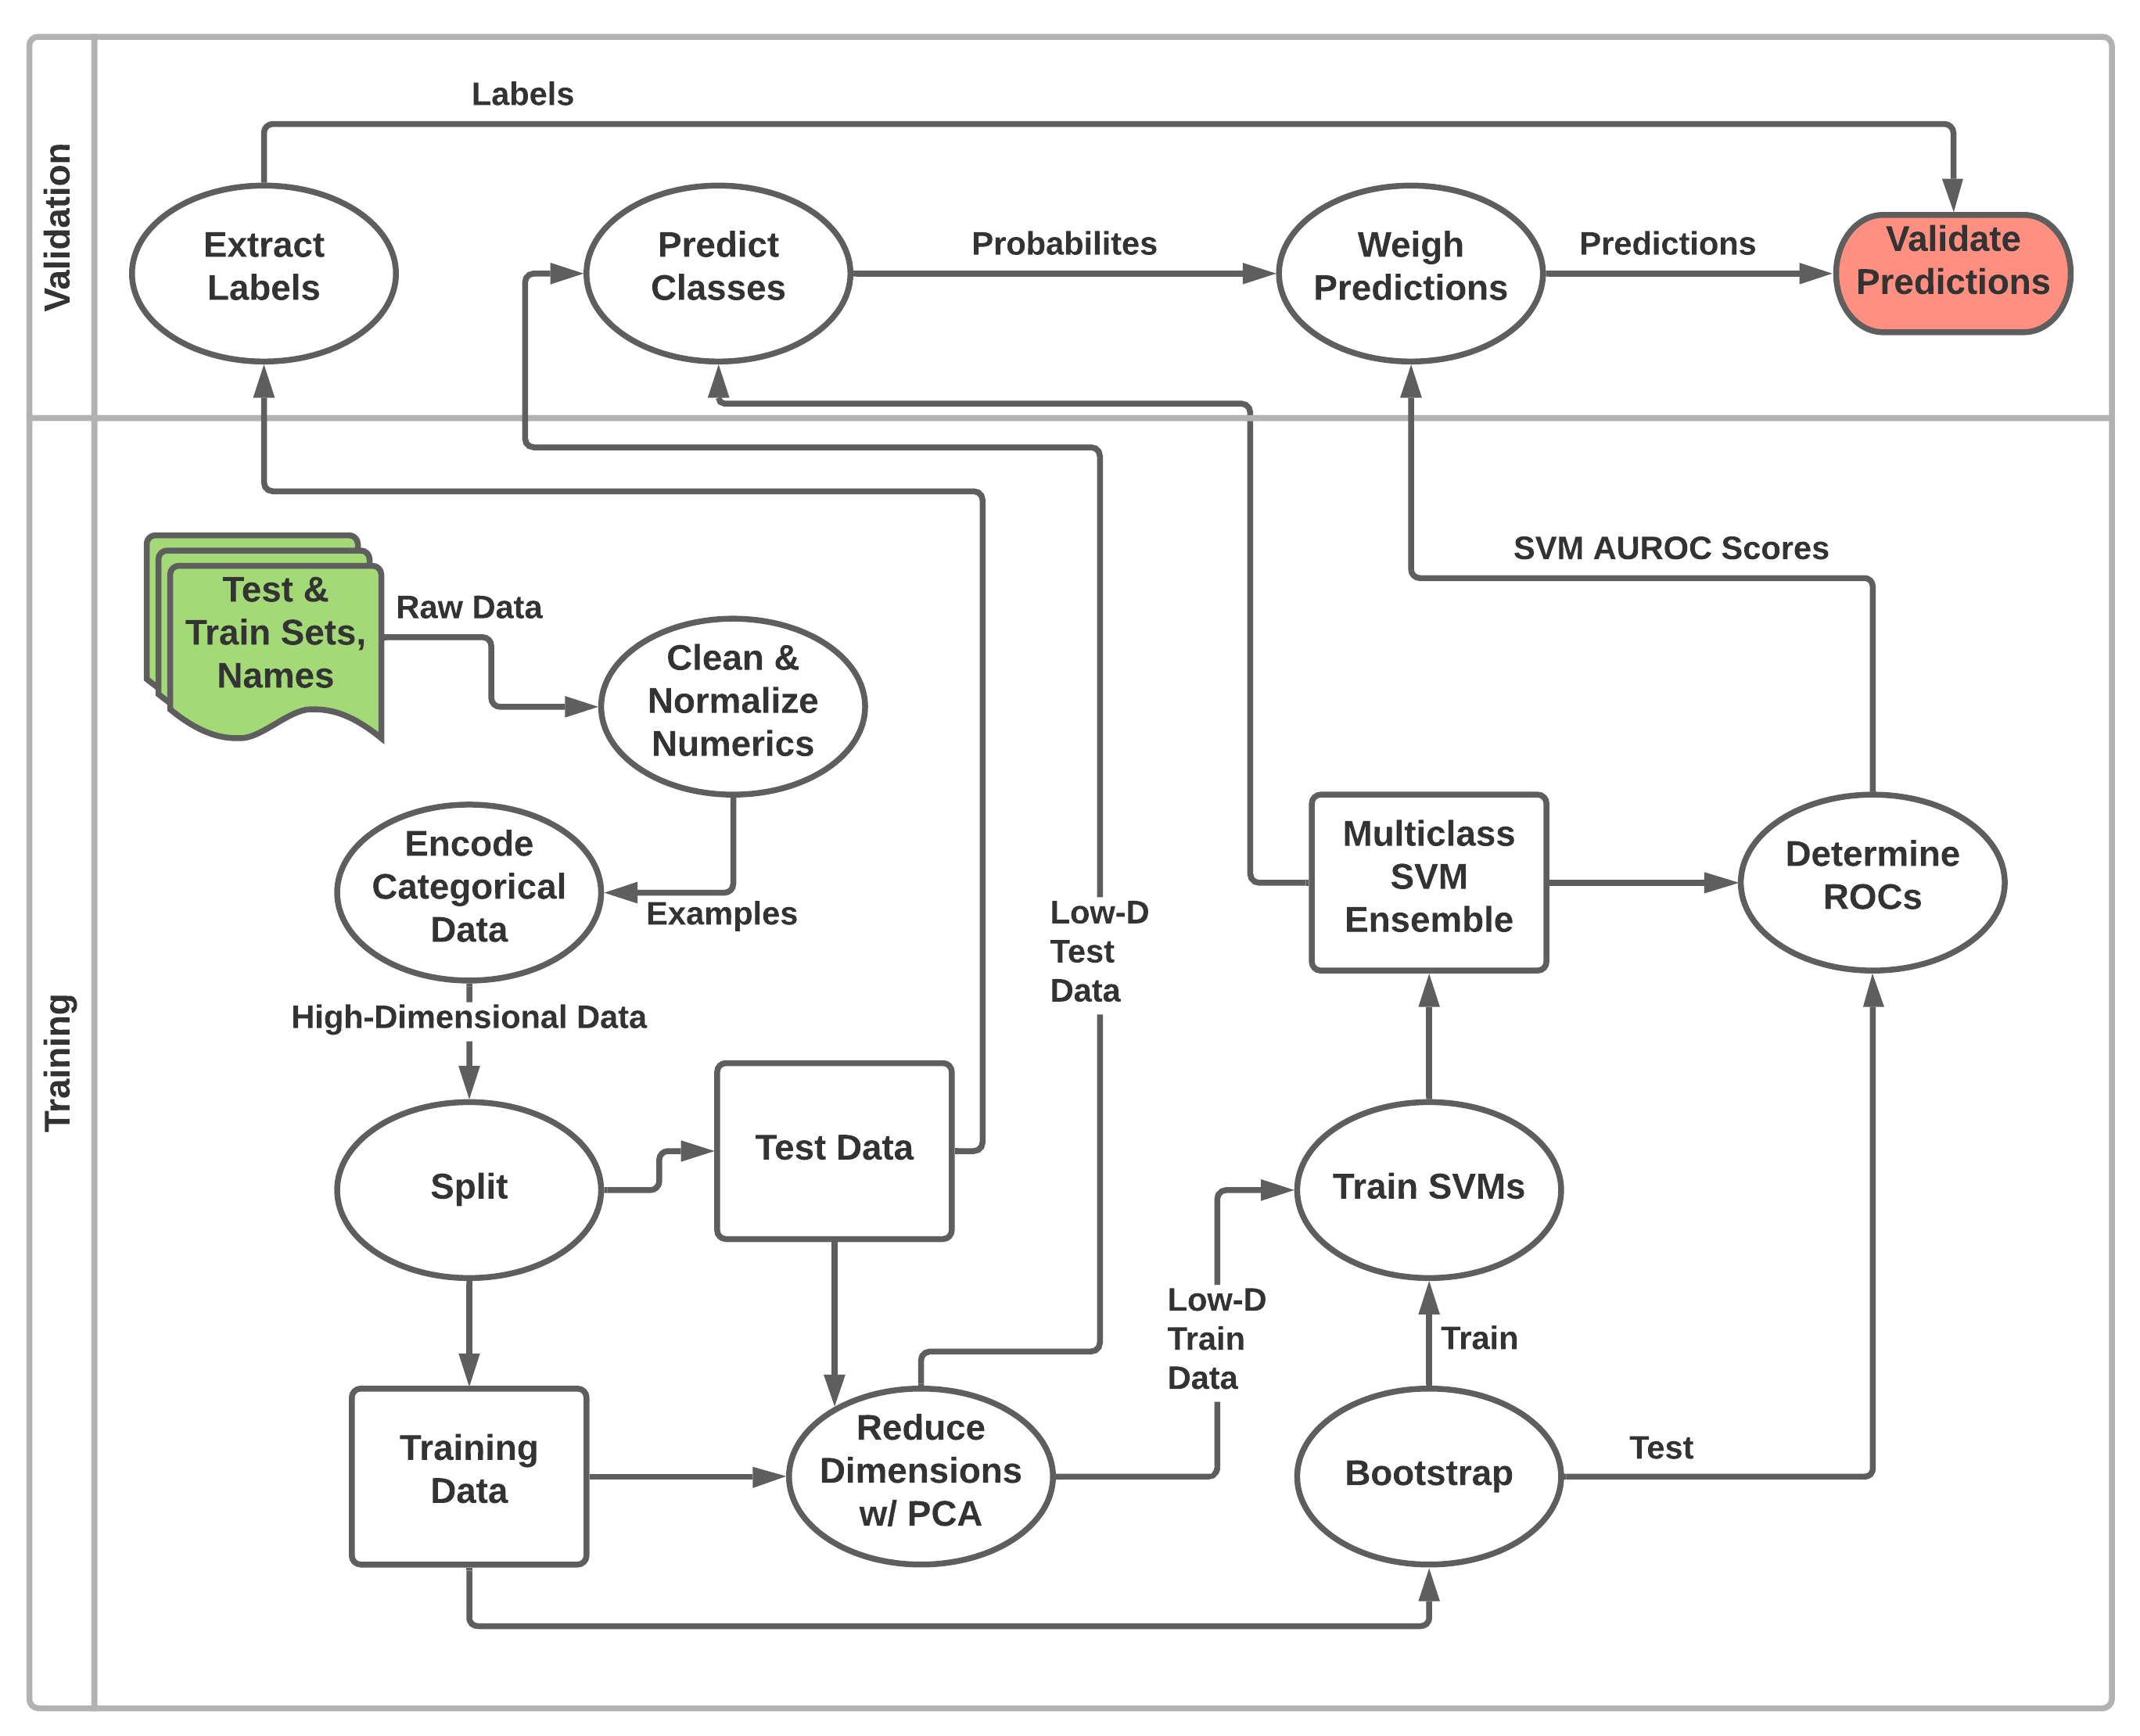 Validation
Labels
Extract
Labels
Predict
Classes
Probabilites
Weigh
Predictions
Predictions
Validate
Predictions
Training
Test &
Train Sets,
Names
Raw Data
Clean &
Normalize
Numerics
SVM AUROC Scores
Encode
Categorical
Data
Examples
Low-D
Test
Data
Multiclass
SVM
Ensemble
Determine
ROCs
High-Dimensional Data
Split
Test Data
Train SVMs
Low-D
Train
Data
Train
Training
Data
Reduce
Dimensions
w/ PCA
Bootstrap
Test